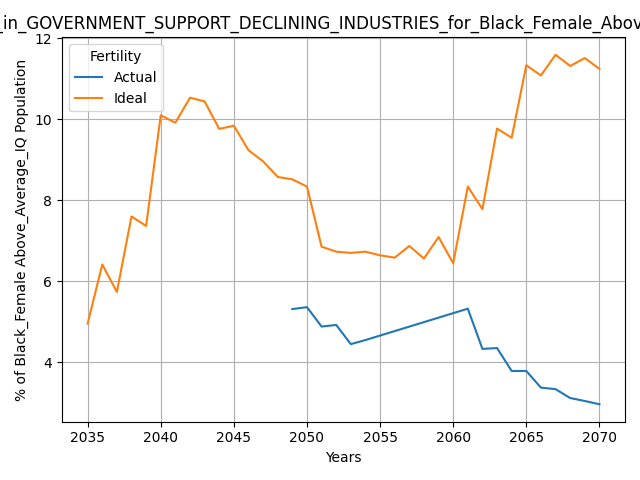 _in_GOVERNMENT_SUPPORT_DECLINING_INDUSTRIES_for_Black_Female_Above
12
10
8
6
4
% of Black_Female Above_Average_IQ Population
Fertility
Actual
Ideal
2035 2040 2045 2050 2055 2060 2065 2070
Years